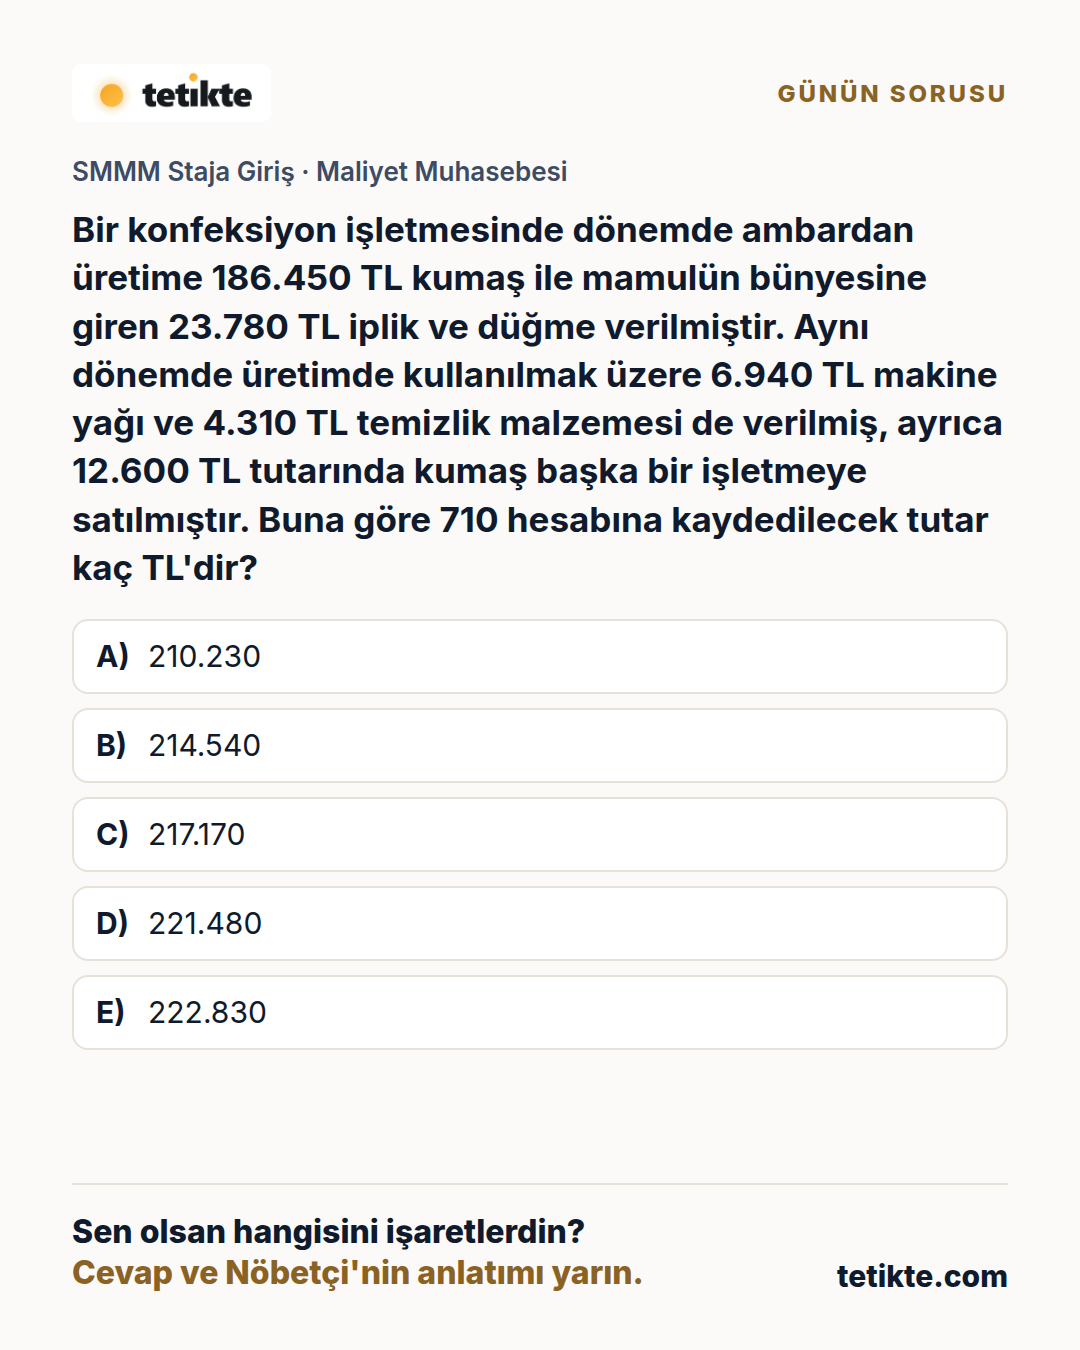 tetikte
GÜNÜN SORUSU
SMMM Staja Giriş · Maliyet Muhasebesi
Bir konfeksiyon işletmesinde dönemde ambardan
üretime 186.450 TL kumaş ile mamulün bünyesine
giren 23.780 TL iplik ve düğme verilmiştir. Aynı
dönemde üretimde kullanılmak üzere 6.940 TL makine
yağı ve 4.310 TL temizlik malzemesi de verilmiş, ayrıca
12.600 TL tutarında kumaş başka bir işletmeye
satılmıştır. Buna göre 710 hesabına kaydedilecek tutar
kaç TL'dir?
A) 210.230
B) 214.540
C) 217.170
D) 221.480
E) 222.830
Sen olsan hangisini işaretlerdin?
Cevap ve Nöbetçi'nin anlatımı yarın.
tetikte.com